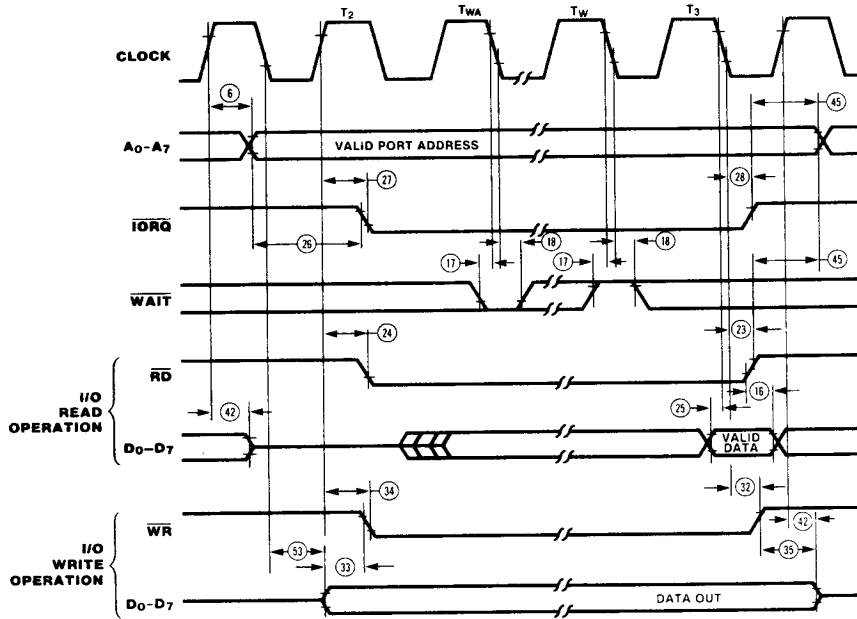 T2 TWA TW T3
CLOCK
6 45
A0–A7 VALID PORT ADDRESS
27 28
IORQ
26 18 18
17 17 45
WAIT
24 23
RD
16
I/O READ OPERATION
42 25
D0–D7 VALID DATA
34 32
WR 42
I/O WRITE OPERATION
53 33 35
D0–D7 DATA OUT